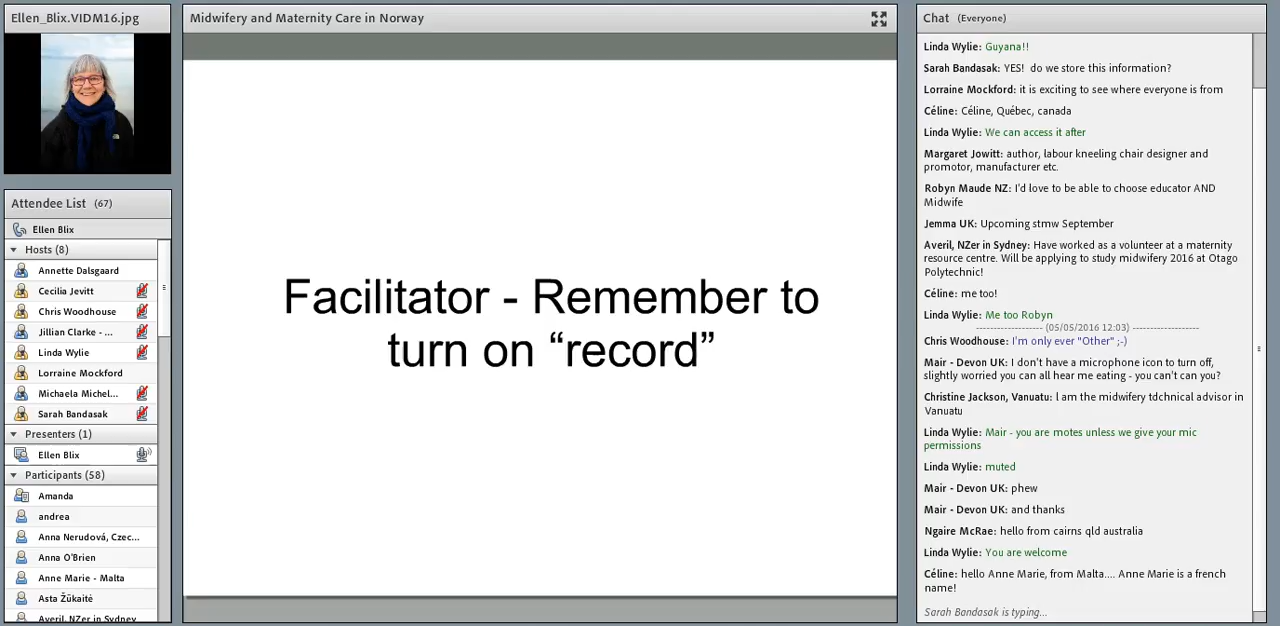 Ellen_Blix.VIDM16.jpg
Attendee List (67)
Ellen Blix
Hosts (8)
Annette Dalsgaard
Cecilia Jevitt
Chris Woodhouse
Jillian Clarke - ...
Linda Wylie
Lorraine Mockford
Michaela Michel...
Sarah Bandasak
Presenters (1)
Ellen Blix
Participants (58)
Amanda
andrea
Anna Nerudová, Czec...
Anna O'Brien
Anne Marie - Malta
Asta Žūkaitė
Averil, NZer in Sydney
Midwifery and Maternity Care in Norway
Facilitator - Remember to
turn on “record”
Chat (Everyone)
Linda Wylie: Guyana!!
Sarah Bandasak: YES! do we store this information?
Lorraine Mockford: it is exciting to see where everyone is from
Céline: Céline, Québec, canada
Linda Wylie: We can access it after
Margaret Jowitt: author, labour kneeling chair designer and
promotor, manufacturer etc.
Robyn Maude NZ: I'd love to be able to choose educator AND
Midwife
Jemma UK: Upcoming stmw September
Averil, NZer in Sydney: Have worked as a volunteer at a maternity
resource centre. Will be applying to study midwifery 2016 at Otago
Polytechnic!
Céline: me too!
Linda Wylie: Me too Robyn
------------------- (05/05/2016 12:03) -------------------
Chris Woodhouse: I'm only ever "Other" ;-)
Mair - Devon UK: I don't have a microphone icon to turn off,
slightly worried you can all hear me eating - you can't can you?
Christine Jackson, Vanuatu: I am the midwifery tdchnical advisor in
Vanuatu
Linda Wylie: Mair - you are motes unless we give your mic
permissions
Linda Wylie: muted
Mair - Devon UK: phew
Mair - Devon UK: and thanks
Ngaire McRae: hello from cairns qld australia
Linda Wylie: You are welcome
Céline: hello Anne Marie, from Malta.... Anne Marie is a french
name!
Sarah Bandasak is typing...